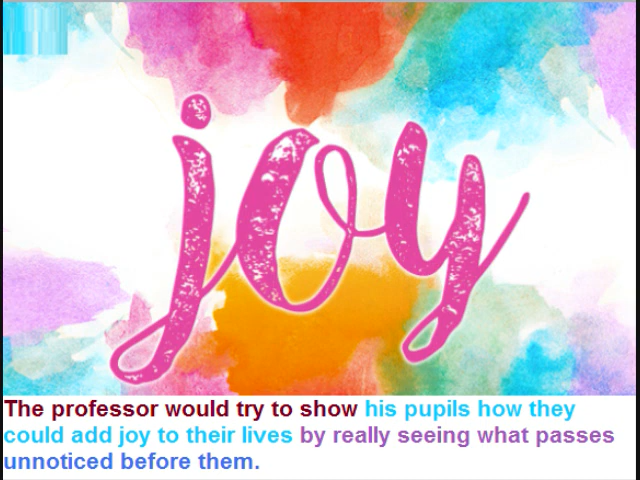 joy
The professor would try to show his pupils how they
could add joy to their lives by really seeing what passes
unnoticed before them.